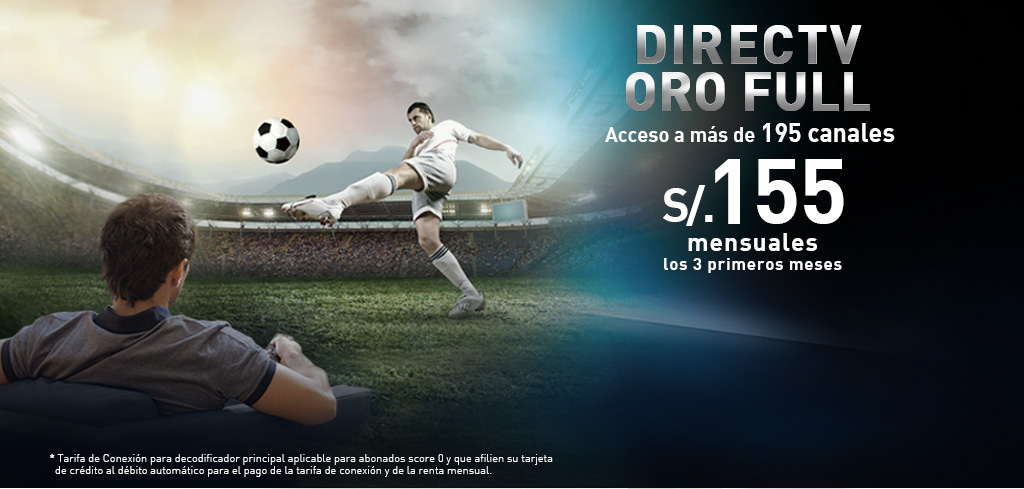 DIRECTV
ORO FULL
Acceso a más de 195 canales
S/.155
mensuales
los 3 primeros meses
* Tarifa de Conexión para decodificador principal aplicable para abonados score 0 y que afilien su tarjeta
de crédito al débito automático para el pago de la tarifa de conexión y de la renta mensual.